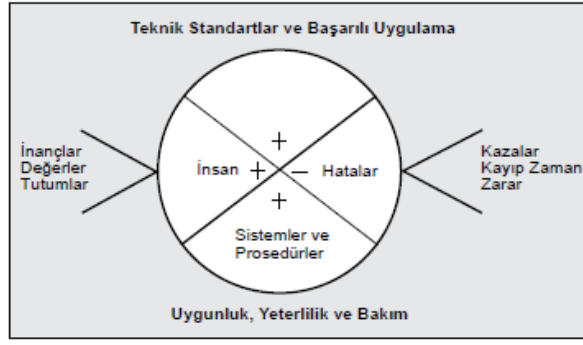 Teknik Standartlar ve Başarılı Uygulama
İnançlar
Değerler
Tutumlar
+
İnsan + − Hatalar
+
Kazalar
Kayıp Zaman
Zarar
Sistemler ve
Prosedürler
Uygunluk, Yeterlilik ve Bakım